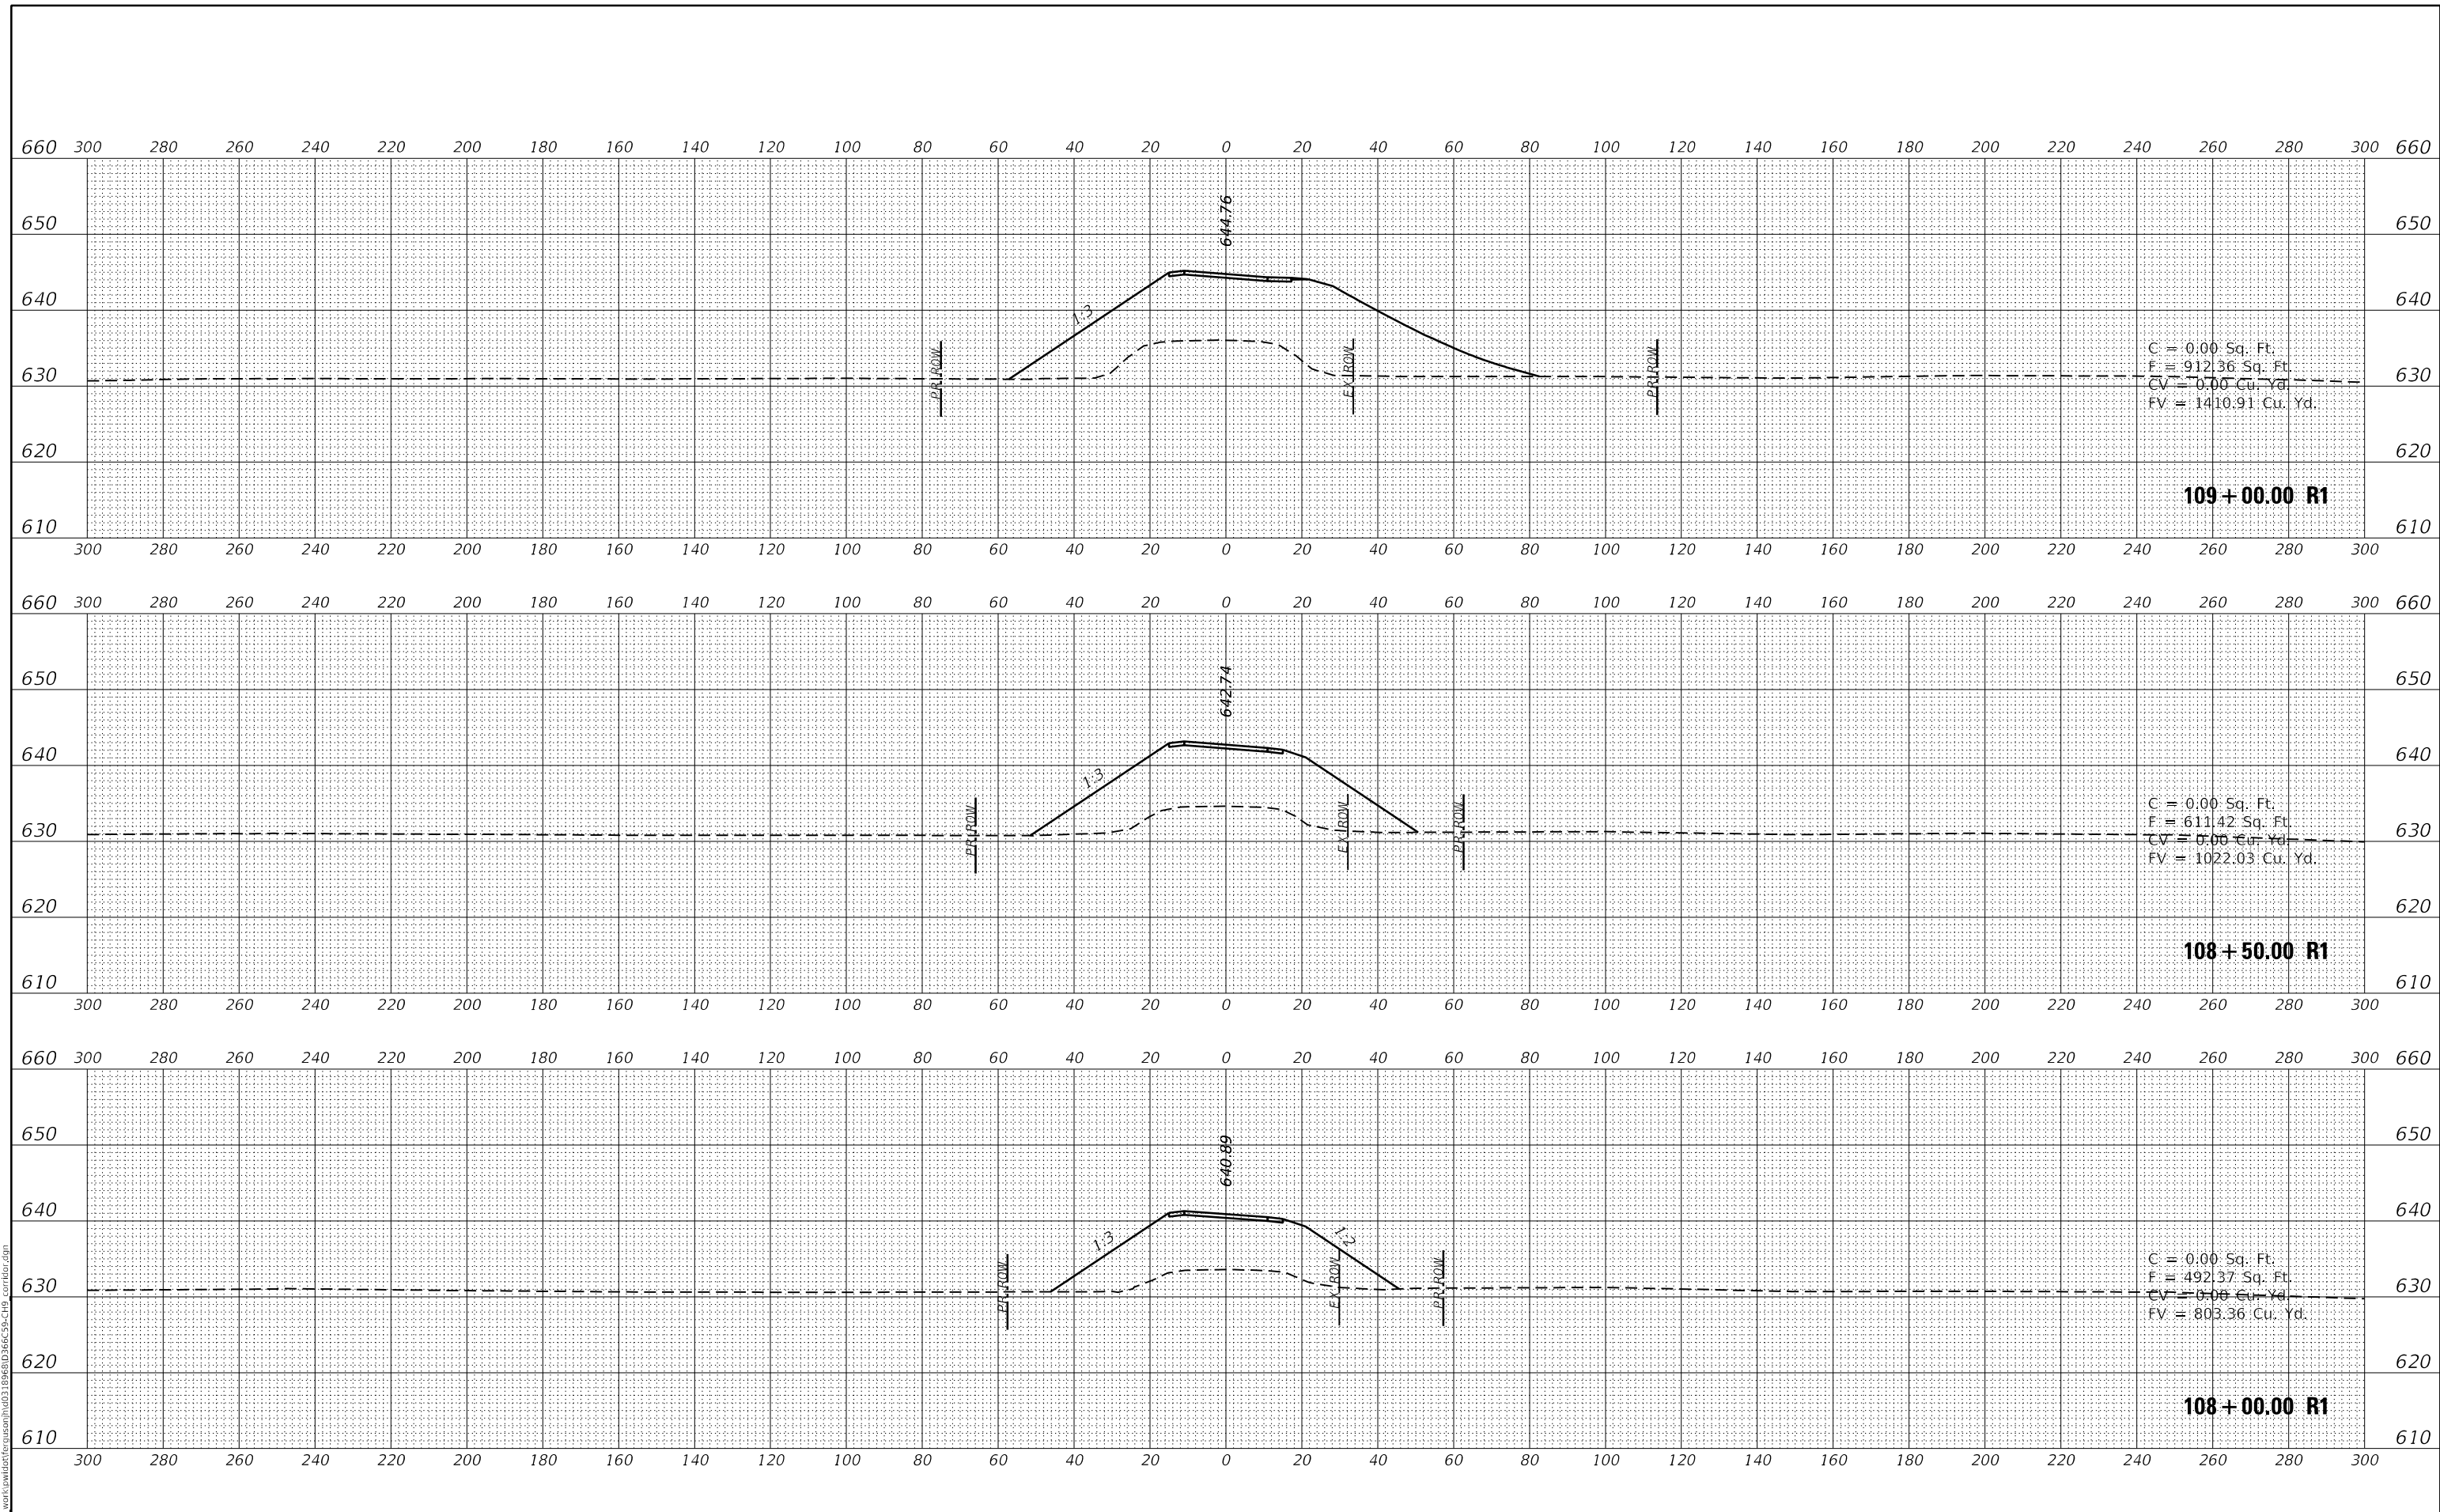 660 300 280 260 240 220 200 180 160 140 120 100 80 60 40 20 0 20 40 60 80 100 120 140 160 180 200 220 240 260 280 300 660
644.76
650 650
640 640
1:3
PR. ROW
EX. ROW
PR. ROW
C = 0.00 Sq. Ft.
F = 912.36 Sq. Ft.
630 630
CV = 0.00 Cu. Yd.
FV = 1410.91 Cu. Yd.
620 620
109+00.00 R1
610 610
300 280 260 240 220 200 180 160 140 120 100 80 60 40 20 0 20 40 60 80 100 120 140 160 180 200 220 240 260 280 300
660 300 280 260 240 220 200 180 160 140 120 100 80 60 40 20 0 20 40 60 80 100 120 140 160 180 200 220 240 260 280 300 660
642.74
650 650
640 640
1:3
PR. ROW
EX. ROW
PR. ROW
C = 0.00 Sq. Ft.
F = 611.42 Sq. Ft.
630 630
CV = 0.00 Cu. Yd.
FV = 1022.03 Cu. Yd.
620 620
108+50.00 R1
610 610
300 280 260 240 220 200 180 160 140 120 100 80 60 40 20 0 20 40 60 80 100 120 140 160 180 200 220 240 260 280 300
660 300 280 260 240 220 200 180 160 140 120 100 80 60 40 20 0 20 40 60 80 100 120 140 160 180 200 220 240 260 280 300 660
640.89
650 650
640 640
1:3
1:2
PR. ROW
EX. ROW
PR. ROW
C = 0.00 Sq. Ft.
F = 492.37 Sq. Ft.
630 630
CV = 0.00 Cu. Yd.
FV = 803.36 Cu. Yd.
620 620
108+00.00 R1
610 610
300 280 260 240 220 200 180 160 140 120 100 80 60 40 20 0 20 40 60 80 100 120 140 160 180 200 220 240 260 280 300